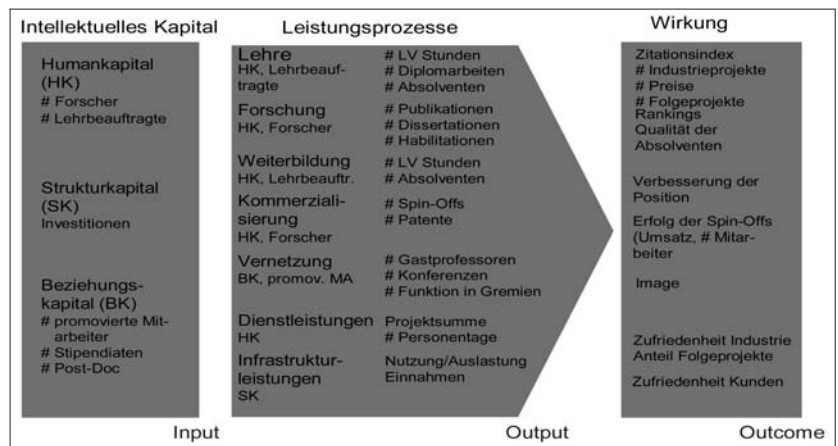 Intellektuelles Kapital
Humankapital
(HK)
# Forscher
# Lehrbeauftragte
Strukturkapital
(SK)
Investitionen
Beziehungs-
kapital (BK)
# promovierte Mit-
arbeiter
# Stipendiaten
# Post-Doc
Input
Leistungsprozesse
Lehre
HK, Lehrbeauf-
tragte
# LV Stunden
# Diplomarbeiten
# Absolventen
Forschung
HK, Forscher
# Publikationen
# Dissertationen
# Habilitationen
Weiterbildung
HK, Lehrbeauftr.
# LV Stunden
# Absolventen
Kommerziali-
sierung
HK, Forscher
# Spin-Offs
# Patente
Vernetzung
BK, promov. MA
# Gastprofessoren
# Konferenzen
# Funktion in Gremien
Dienstleistungen
HK
Projektsumme
# Personentage
Infrastruktur-
leistungen
SK
Nutzung/Auslastung
Einnahmen
Output
Wirkung
Zitationsindex
# Industrieprojekte
# Preise
# Folgeprojekte
Rankings
Qualität der
Absolventen
Verbesserung der
Position
Erfolg der Spin-Offs
(Umsatz, # Mitar-
beiter
Image
Zufriedenheit Industrie
Anteil Folgeprojekte
Zufriedenheit Kunden
Outcome